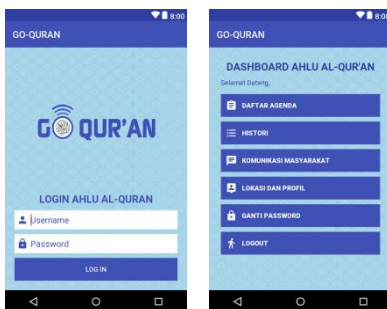 8:00
GO-QURAN
GO QUR'AN
LOGIN AHLU AL-QURAN
Username
Password
LOG IN
8:00
GO-QURAN
DASHBOARD AHLU AL-QUR'AN
Selamat Datang,
DAFTAR AGENDA
HISTORI
KOMUNIKASI MASYARAKAT
LOKASI DAN PROFIL
GANTI PASSWORD
LOGOUT